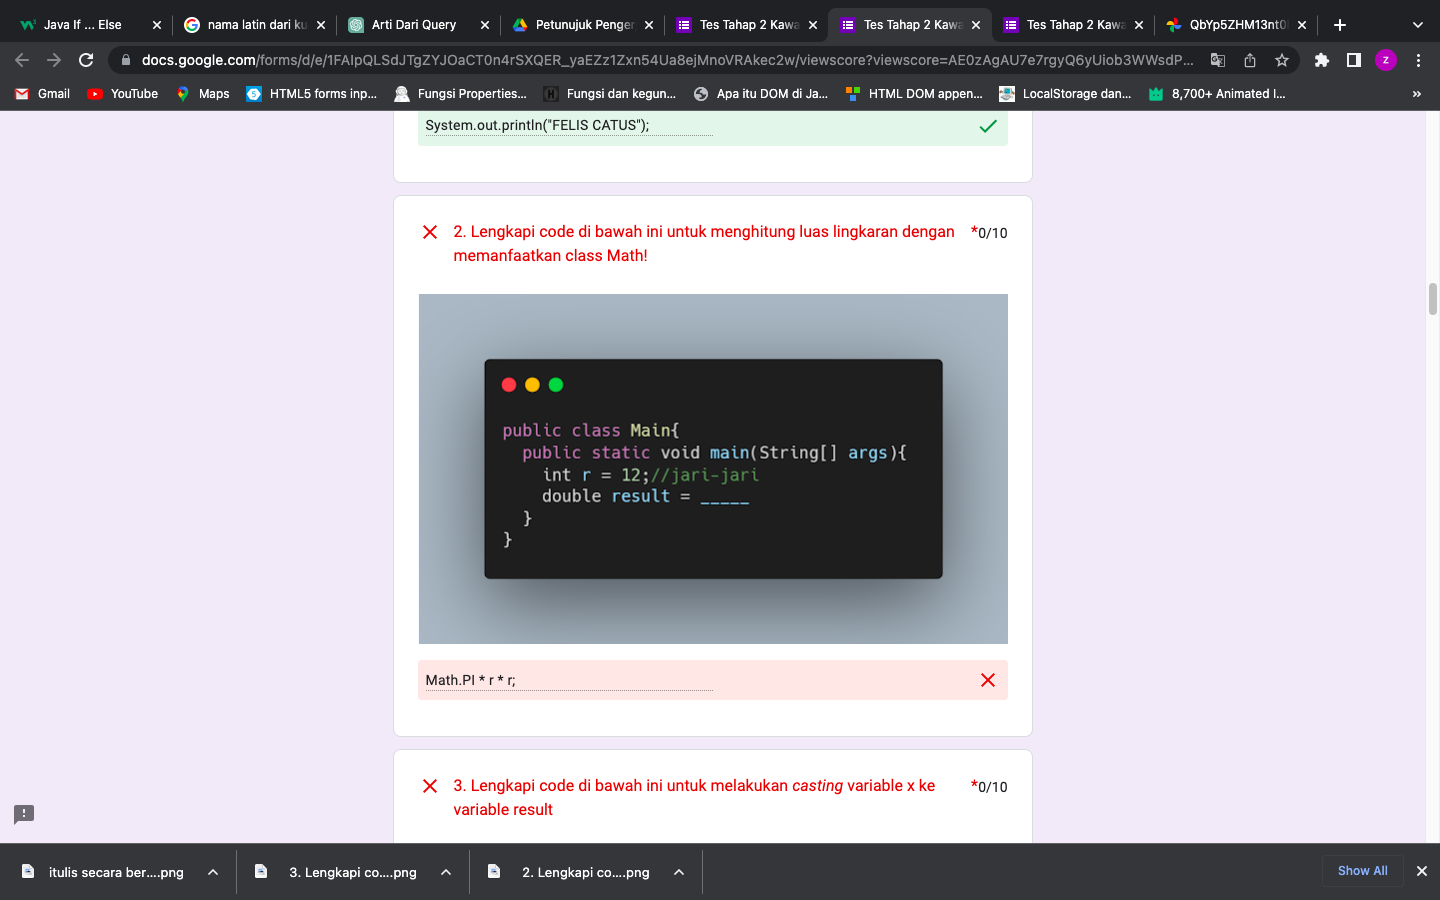 Java If ... Else
nama latin dari ku
Arti Dari Query
Petunujuk Penger
Tes Tahap 2 Kawa
Tes Tahap 2 Kawa
Tes Tahap 2 Kawa
QbYp5ZHM13nt0
docs.google.com/forms/d/e/1FAIpQLSdJTgZYJOaCT0n4rSXQER_yaEZz1Zxn54Ua8ejMnoVRAkec2w/viewscore?viewscore=AE0zAgAU7e7rgyQ6yUiob3WWsdP...
z
Gmail
YouTube
Maps
HTML5 forms inp...
Fungsi Properties...
Fungsi dan kegun...
Apa itu DOM di Ja...
HTML DOM appen...
LocalStorage dan...
8,700+ Animated I...
»
System.out.println("FELIS CATUS");
2. Lengkapi code di bawah ini untuk menghitung luas lingkaran dengan
memanfaatkan class Math!
*0/10
public class Main{
public static void main(String[] args){
int r = 12;//jari-jari
double result = _____
}
}
Math.PI * r * r;
3. Lengkapi code di bawah ini untuk melakukan casting variable x ke
variable result
*0/10
itulis secara ber....png
3. Lengkapi co....png
2. Lengkapi co....png
Show All